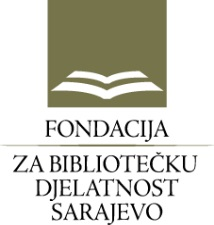 FONDACIJA
ZA BIBLIOTEČKU
DJELATNOST
SARAJEVO